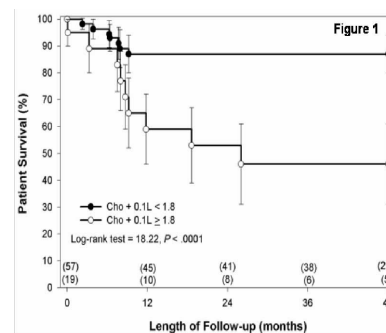 Figure 1
100
90
80
70
60
50
40
30
20
10
0
Patient Survival (%)
Cho + 0.1L < 1.8
Cho + 0.1L ≥ 1.8
Log-rank test = 18.22, P < .0001
(57) (45) (41) (38)
(19) (10) (8) (6)
0 12 24 36
Length of Follow-up (months)